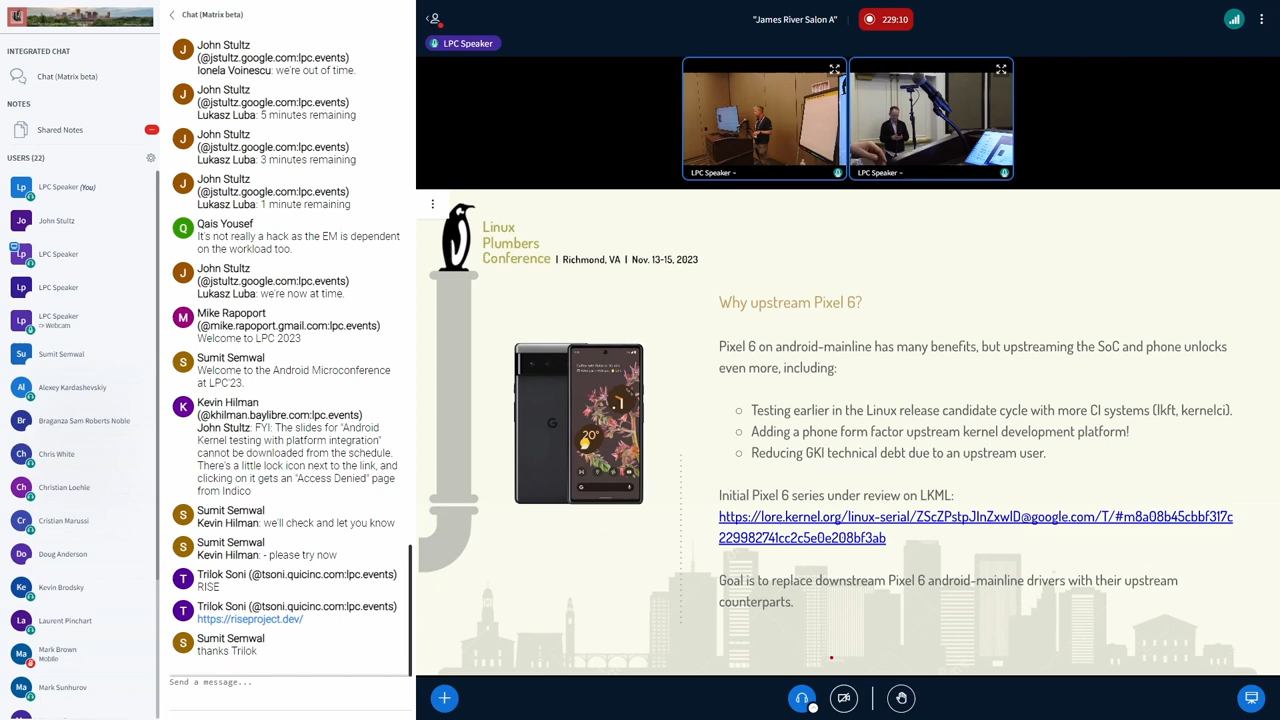 INTEGRATED CHAT
Chat (Matrix beta)
NOTES
Shared Notes
USERS (22)
Lp LPC Speaker (You)
Jo John Stultz
Lp LPC Speaker
Lp LPC Speaker
Lp LPC Speaker
Webcam
Su Sumit Semwal
Al Alexey Kardashevskiy
Br Braganza Sam Roberts Noble
Ch Chris White
Ch Christian Loehle
Cr Cristian Marussi
Do Doug Anderson
Ke Kevin Brodsky
La Laurent Pinchart
Ma Mark Brown
Mobile
Ma Mark Sunhurov
Chat (Matrix beta)
J John Stultz
(@jstultz.google.com:lpc.events)
Ionela Voinescu: we're out of time.
J John Stultz
(@jstultz.google.com:lpc.events)
Lukasz Luba: 5 minutes remaining
J John Stultz
(@jstultz.google.com:lpc.events)
Lukasz Luba: 3 minutes remaining
J John Stultz
(@jstultz.google.com:lpc.events)
Lukasz Luba: 1 minute remaining
Q Qais Yousef
It's not really a hack as the EM is dependent
on the workload too.
J John Stultz
(@jstultz.google.com:lpc.events)
Lukasz Luba: we're now at time.
M Mike Rapoport
(@mike.rapoport.gmail.com:lpc.events)
Welcome to LPC 2023
S Sumit Semwal
Welcome to the Android Microconference
at LPC'23.
K Kevin Hilman
(@khilman.baylibre.com:lpc.events)
John Stultz: FYI: The slides for "Android
Kernel testing with platform integration"
cannot be downloaded from the schedule.
There's a little lock icon next to the link, and
clicking on it gets an "Access Denied" page
from Indico
S Sumit Semwal
Kevin Hilman: we'll check and let you know
S Sumit Semwal
Kevin Hilman: - please try now
T Trilok Soni (@tsoni.quicinc.com:lpc.events)
RISE
T Trilok Soni (@tsoni.quicinc.com:lpc.events)
https://riseproject.dev/
S Sumit Semwal
thanks Trilok
Send a message...
"James River Salon A"
229:10
LPC Speaker
LPC Speaker
LPC Speaker
Linux
Plumbers
Conference | Richmond, VA | Nov. 13-15, 2023
Why upstream Pixel 6?
Pixel 6 on android-mainline has many benefits, but upstreaming the SoC and phone unlocks
even more, including:
○ Testing earlier in the Linux release candidate cycle with more CI systems (lkft, kernelci).
○ Adding a phone form factor upstream kernel development platform!
○ Reducing GKI technical debt due to an upstream user.
Initial Pixel 6 series under review on LKML:
https://lore.kernel.org/linux-serial/ZScZPstpJInZxwlD@google.com/T/#m8a08b45cbbf317c
229982741cc2c5e0e208bf3ab
Goal is to replace downstream Pixel 6 android-mainline drivers with their upstream
counterparts.
G
20°
G